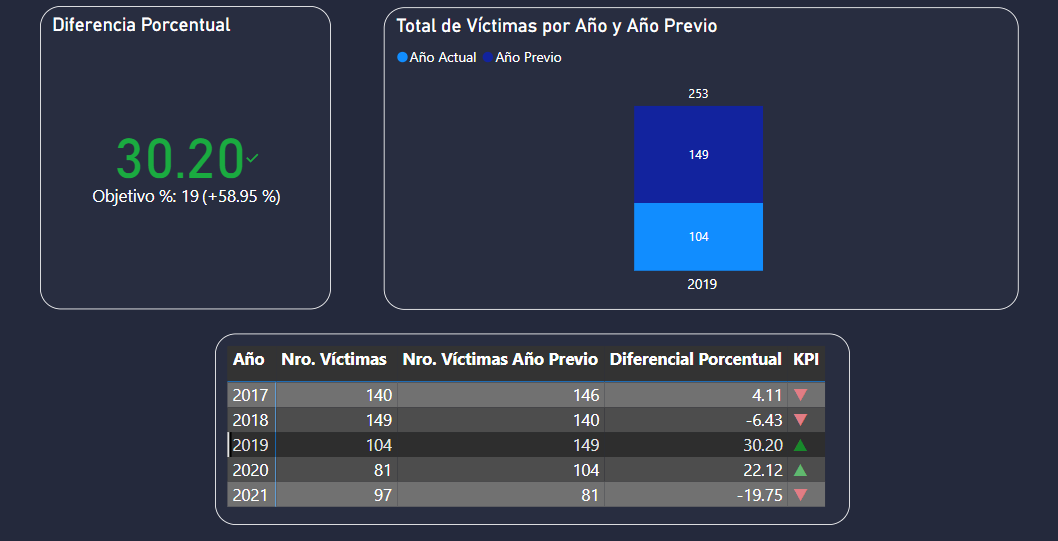 Diferencia Porcentual
30.20
Objetivo %: 19 (+58.95 %)
Total de Víctimas por Año y Año Previo
Año Actual Año Previo
253
149
104
2019
Año Nro. Víctimas Nro. Víctimas Año Previo Diferencial Porcentual KPI
2017 140 146 4.11
2018 149 140 -6.43
2019 104 149 30.20
2020 81 104 22.12
2021 97 81 -19.75